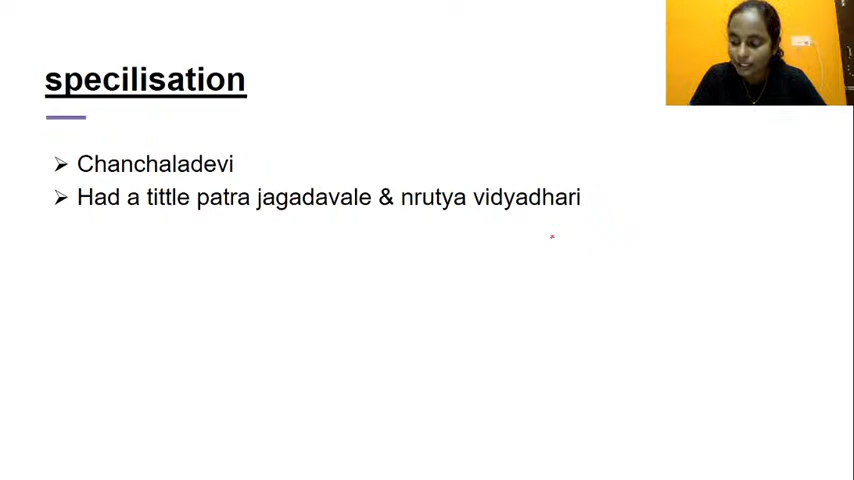 specilisation
Chanchaladevi
Had a tittle patra jagadavale & nrutya vidyadhari